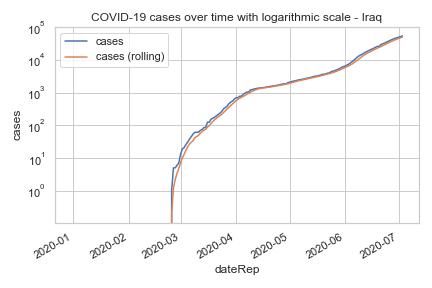 COVID-19 cases over time with logarithmic scale - Iraq
cases
cases (rolling)
10^5
10^4
10^3
10^2
10^1
10^0
cases
2020-01
2020-02
2020-03
2020-04
2020-05
2020-06
2020-07
dateRep